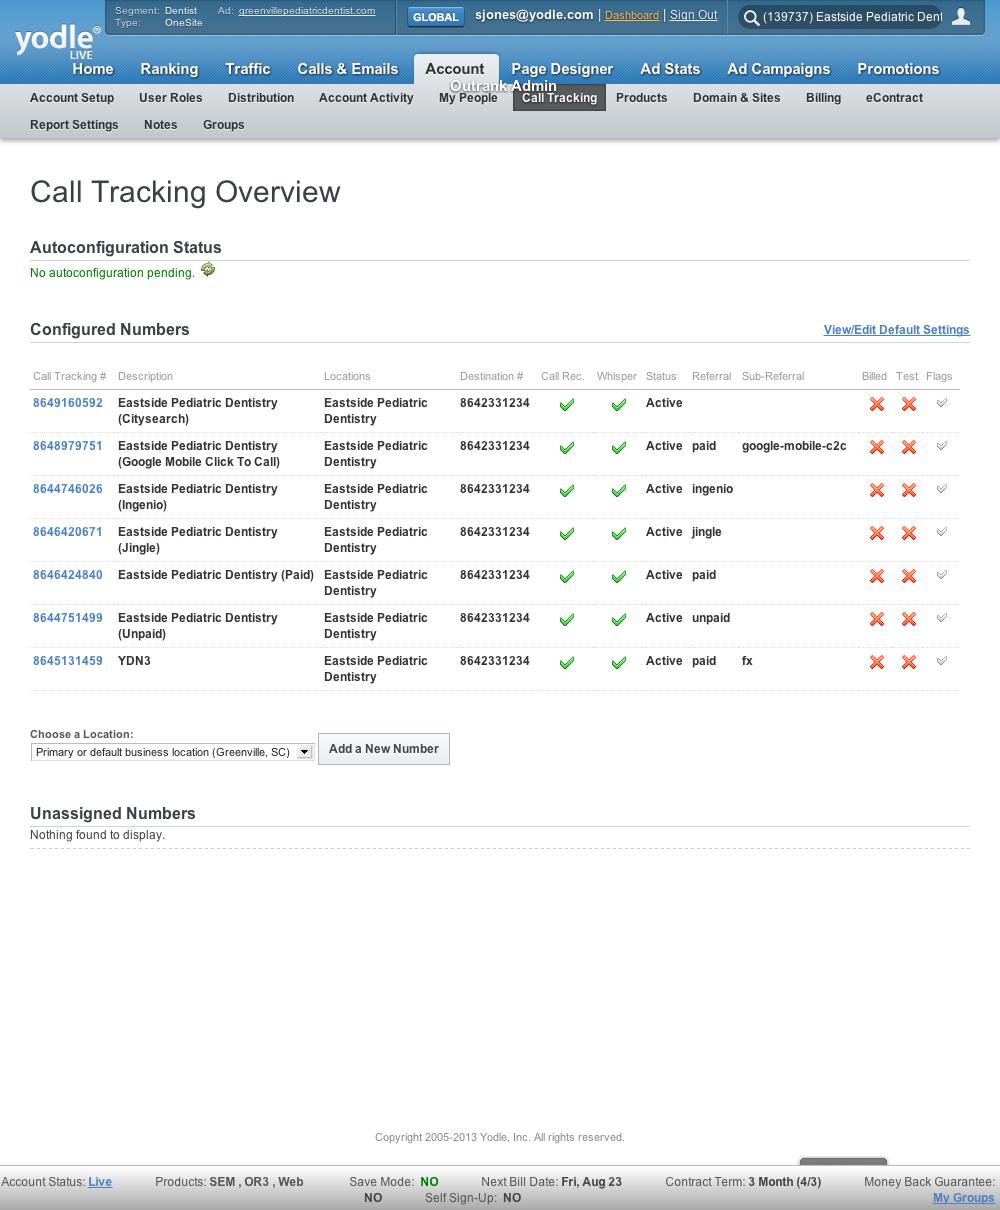 Segment: Dentist Ad: greenvillepediatricdentist.com
Type: OneSite
GLOBAL sjones@yodle.com | Dashboard | Sign Out
(139737) Eastside Pediatric Dent
yodle®
LIVE
Home Ranking Traffic Calls & Emails Account Page Designer Ad Stats Ad Campaigns Promotions
Outrank Admin
Account Setup User Roles Distribution Account Activity My People Call Tracking Products Domain & Sites Billing eContract
Report Settings Notes Groups
Call Tracking Overview
Autoconfiguration Status
No autoconfiguration pending.
Configured Numbers View/Edit Default Settings
Call Tracking # Description Locations Destination # Call Rec. Whisper Status Referral Sub-Referral Billed Test Flags
8649160592 Eastside Pediatric Dentistry Eastside Pediatric 8642331234 Active
(Citysearch) Dentistry
8648979751 Eastside Pediatric Dentistry Eastside Pediatric 8642331234 Active paid google-mobile-c2c
(Google Mobile Click To Call) Dentistry
8644746026 Eastside Pediatric Dentistry Eastside Pediatric 8642331234 Active ingenio
(Ingenio) Dentistry
8646420671 Eastside Pediatric Dentistry Eastside Pediatric 8642331234 Active jingle
(Jingle) Dentistry
8646424840 Eastside Pediatric Dentistry (Paid) Eastside Pediatric 8642331234 Active paid
Dentistry
8644751499 Eastside Pediatric Dentistry Eastside Pediatric 8642331234 Active unpaid
(Unpaid) Dentistry
8645131459 YDN3 Eastside Pediatric 8642331234 Active paid fx
Dentistry
Choose a Location:
Primary or default business location (Greenville, SC) Add a New Number
Unassigned Numbers
Nothing found to display.
Copyright 2005-2013 Yodle, Inc. All rights reserved.
Account Status: Live Products: SEM , OR3 , Web Save Mode: NO Next Bill Date: Fri, Aug 23 Contract Term: 3 Month (4/3) Money Back Guarantee:
NO Self Sign-Up: NO My Groups